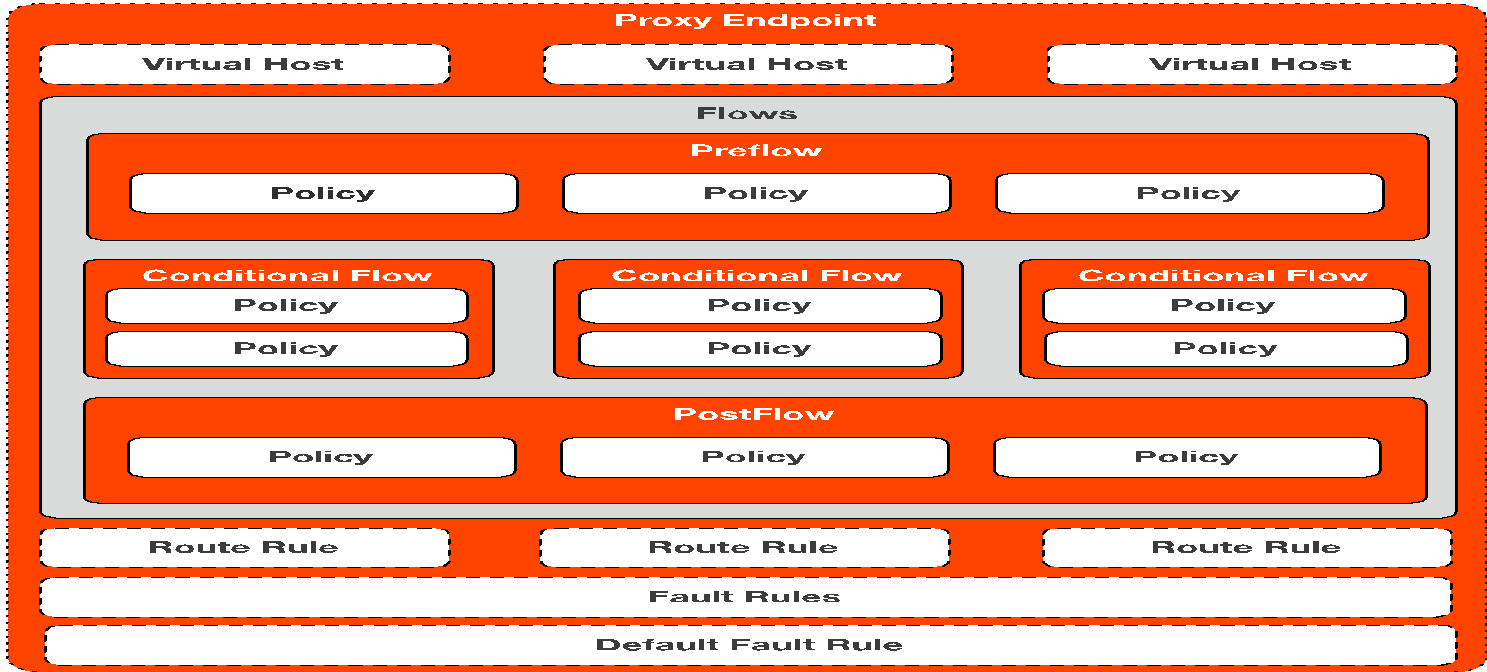 Proxy Endpoint
Virtual Host Virtual Host Virtual Host
Flows
Preflow
Policy Policy Policy
Conditional Flow Conditional Flow Conditional Flow
Policy Policy Policy
Policy Policy Policy
PostFlow
Policy Policy Policy
Route Rule Route Rule Route Rule
Fault Rules
Default Fault Rule